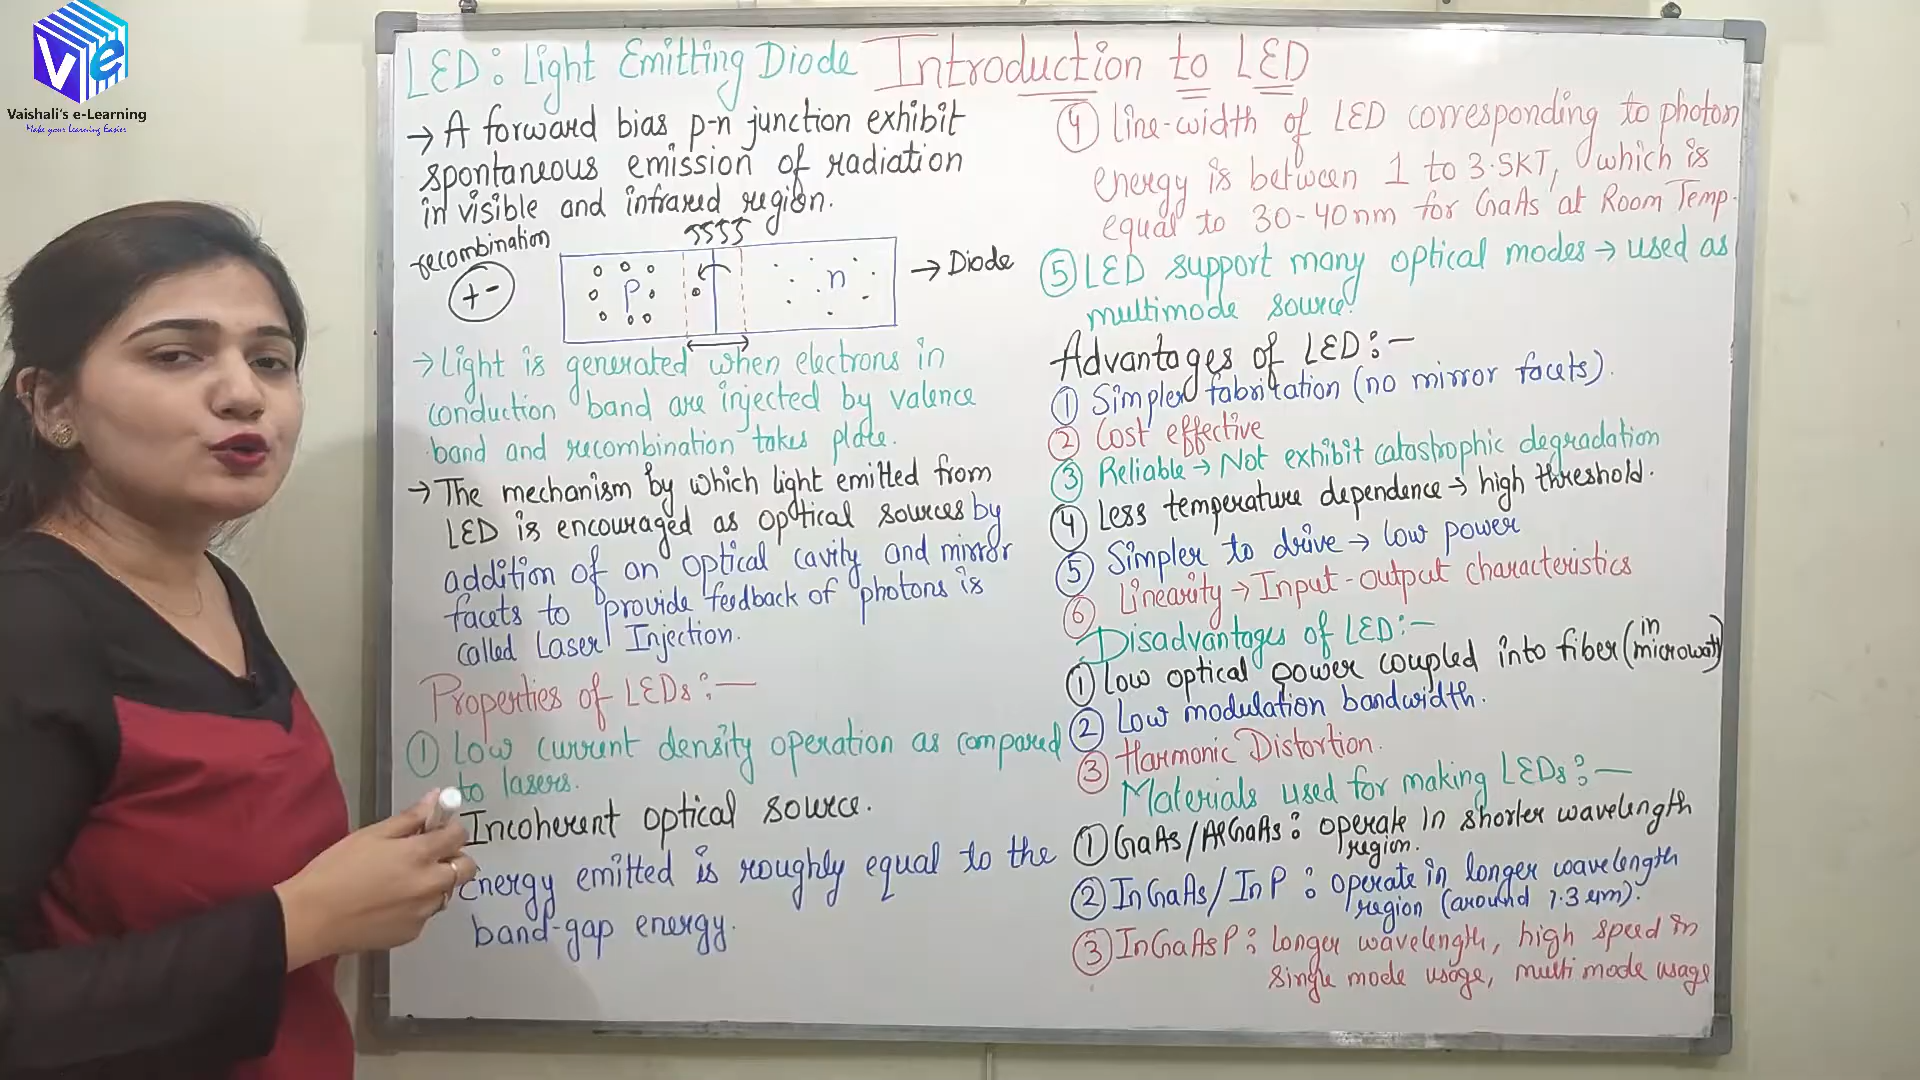 Ve
Vaishali's e-Learning
Make your Learning Easier
LED: Light Emitting Diode
Introduction to LED
→ A forward bias p-n junction exhibit
spontaneous emission of radiation
in visible and infrared region.
recombination
+ -
p
n
→ Diode
→ Light is generated when electrons in
conduction band are injected by valence
band and recombination takes place.
→ The mechanism by which light emitted from
LED is encouraged as optical sources by
addition of an optical cavity and mirror
facets to provide feedback of photons is
called Laser Injection.
Properties of LEDs :—
① Low current density operation as compared
to lasers.
Incoherent optical source.
Energy emitted is roughly equal to the
band-gap energy.
④ Line-width of LED corresponding to photon
energy is between 1 to 3.5KT, which is
equal to 30-40nm for GaAs at Room Temp.
⑤ LED support many optical modes → used as
multimode source.
Advantages of LED:—
① Simpler fabrication (no mirror facets).
② Cost effective
③ Reliable → Not exhibit catastrophic degradation
④ Less temperature dependence → high threshold.
⑤ Simpler to drive → low power
⑥ Linearity → Input-output characteristics
Disadvantages of LED:—
① Low optical power coupled into fiber (in microwatt)
② Low modulation bandwidth.
③ Harmonic Distortion.
Materials used for making LEDs:—
① GaAs/AlGaAs: operate in shorter wavelength
region.
② InGaAs/InP : operate in longer wavelength
region (around 1.3 μm).
③ InGaAsP: longer wavelength, high speed in
single mode usage, multi mode usage